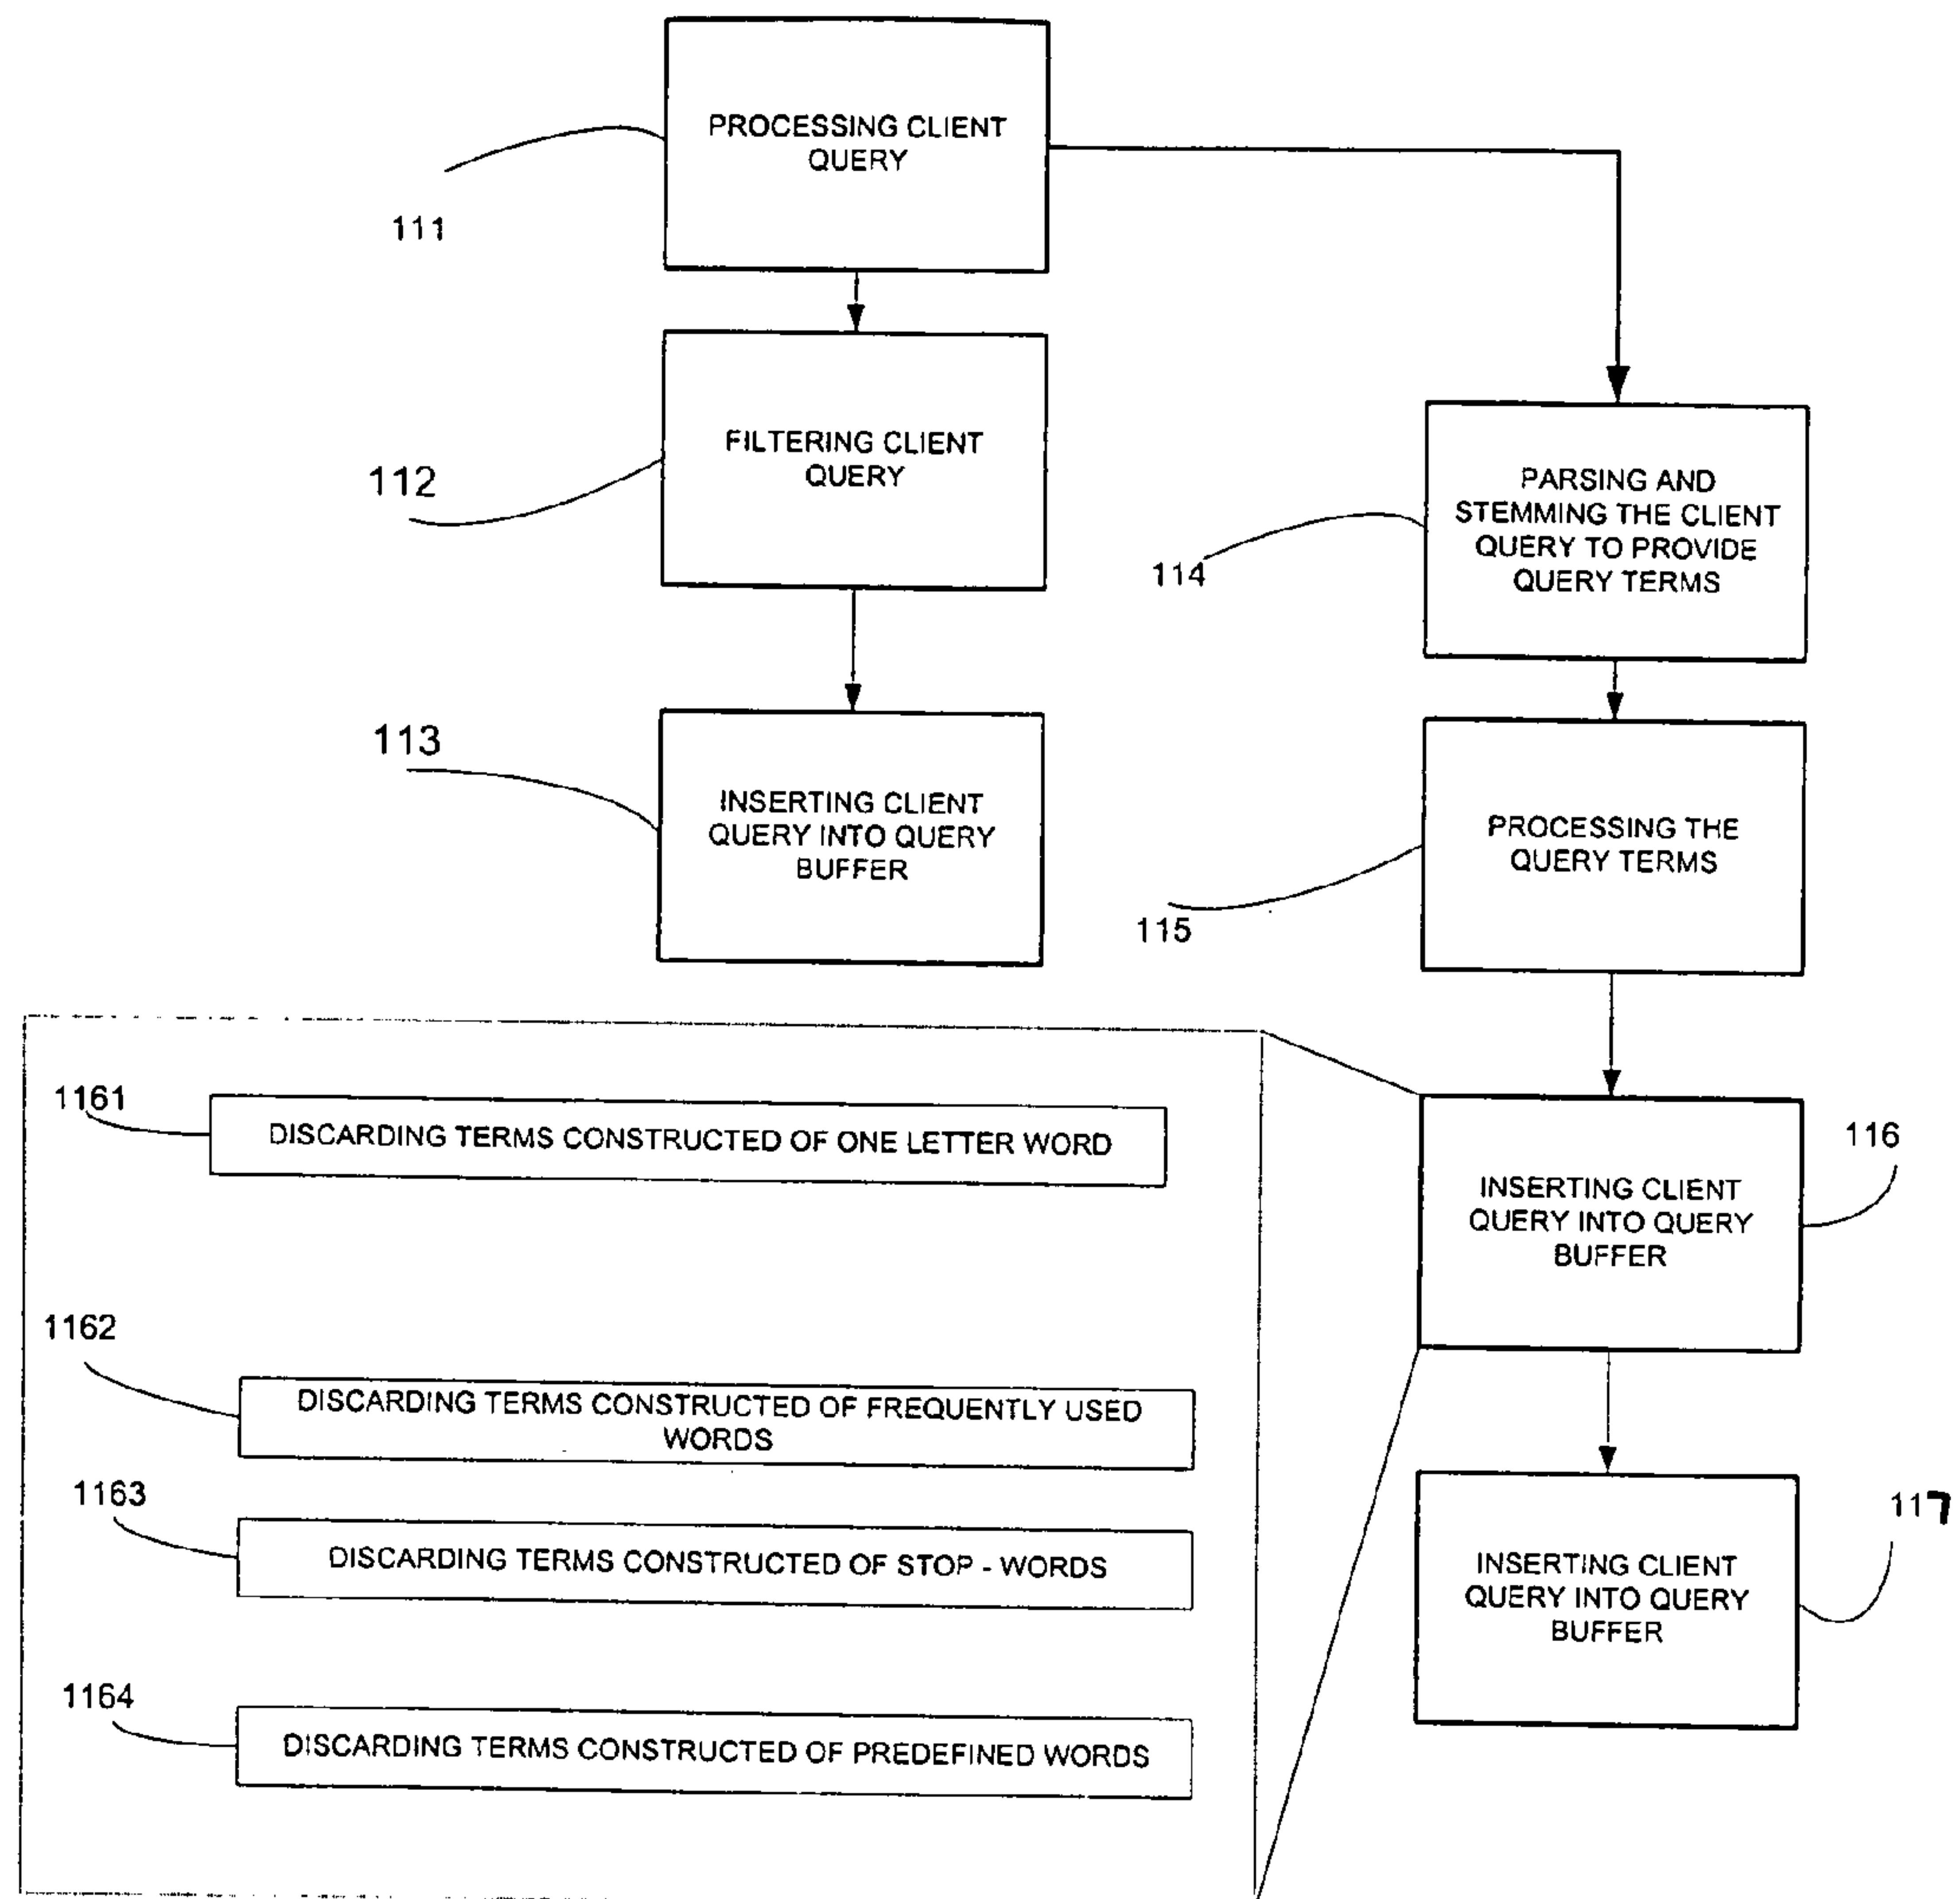 PROCESSING CLIENT
QUERY
111
FILTERING CLIENT
QUERY
112
INSERTING CLIENT
QUERY INTO QUERY
BUFFER
113
PARSING AND
STEMMING THE CLIENT
QUERY TO PROVIDE
QUERY TERMS
114
PROCESSING THE
QUERY TERMS
115
INSERTING CLIENT
QUERY INTO QUERY
BUFFER
116
1161
DISCARDING TERMS CONSTRUCTED OF ONE LETTER WORD
1162
DISCARDING TERMS CONSTRUCTED OF FREQUENTLY USED
WORDS
1163
DISCARDING TERMS CONSTRUCTED OF STOP - WORDS
1164
DISCARDING TERMS CONSTRUCTED OF PREDEFINED WORDS
INSERTING CLIENT
QUERY INTO QUERY
BUFFER
117